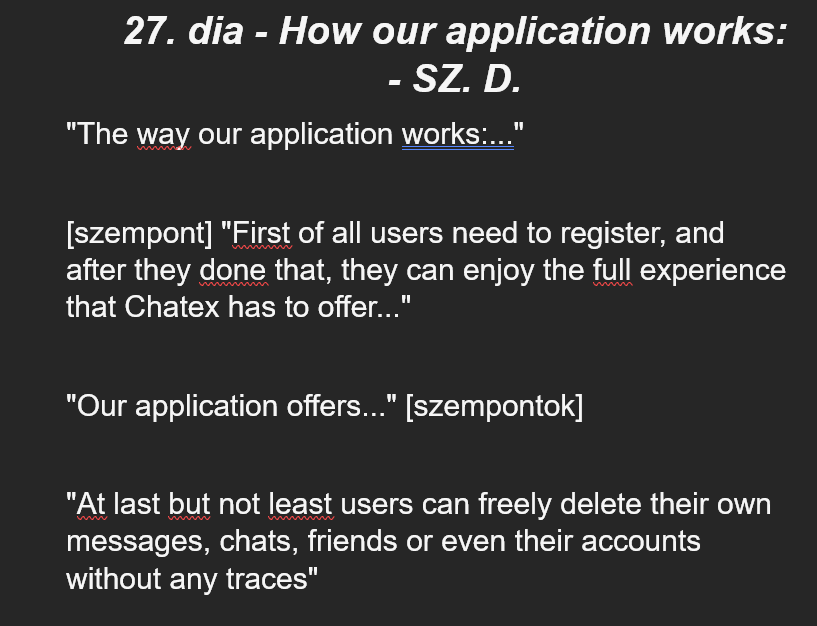 27. dia - How our application works:
- SZ. D.
"The way our application works:..."
[szempont] "First of all users need to register, and
after they done that, they can enjoy the full experience
that Chatex has to offer..."
"Our application offers..." [szempontok]
"At last but not least users can freely delete their own
messages, chats, friends or even their accounts
without any traces"